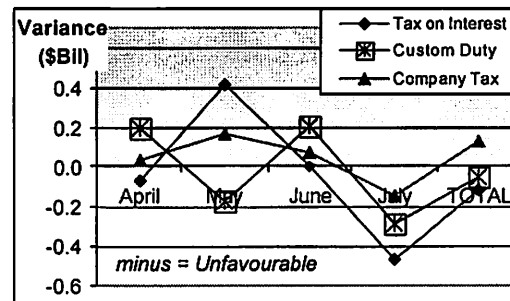 Variance
($Bil)
Tax on Interest
Custom Duty
Company Tax
0.4
0.2
0.0
April May June July TOTAL
-0.2
-0.4
minus = Unfavourable
-0.6